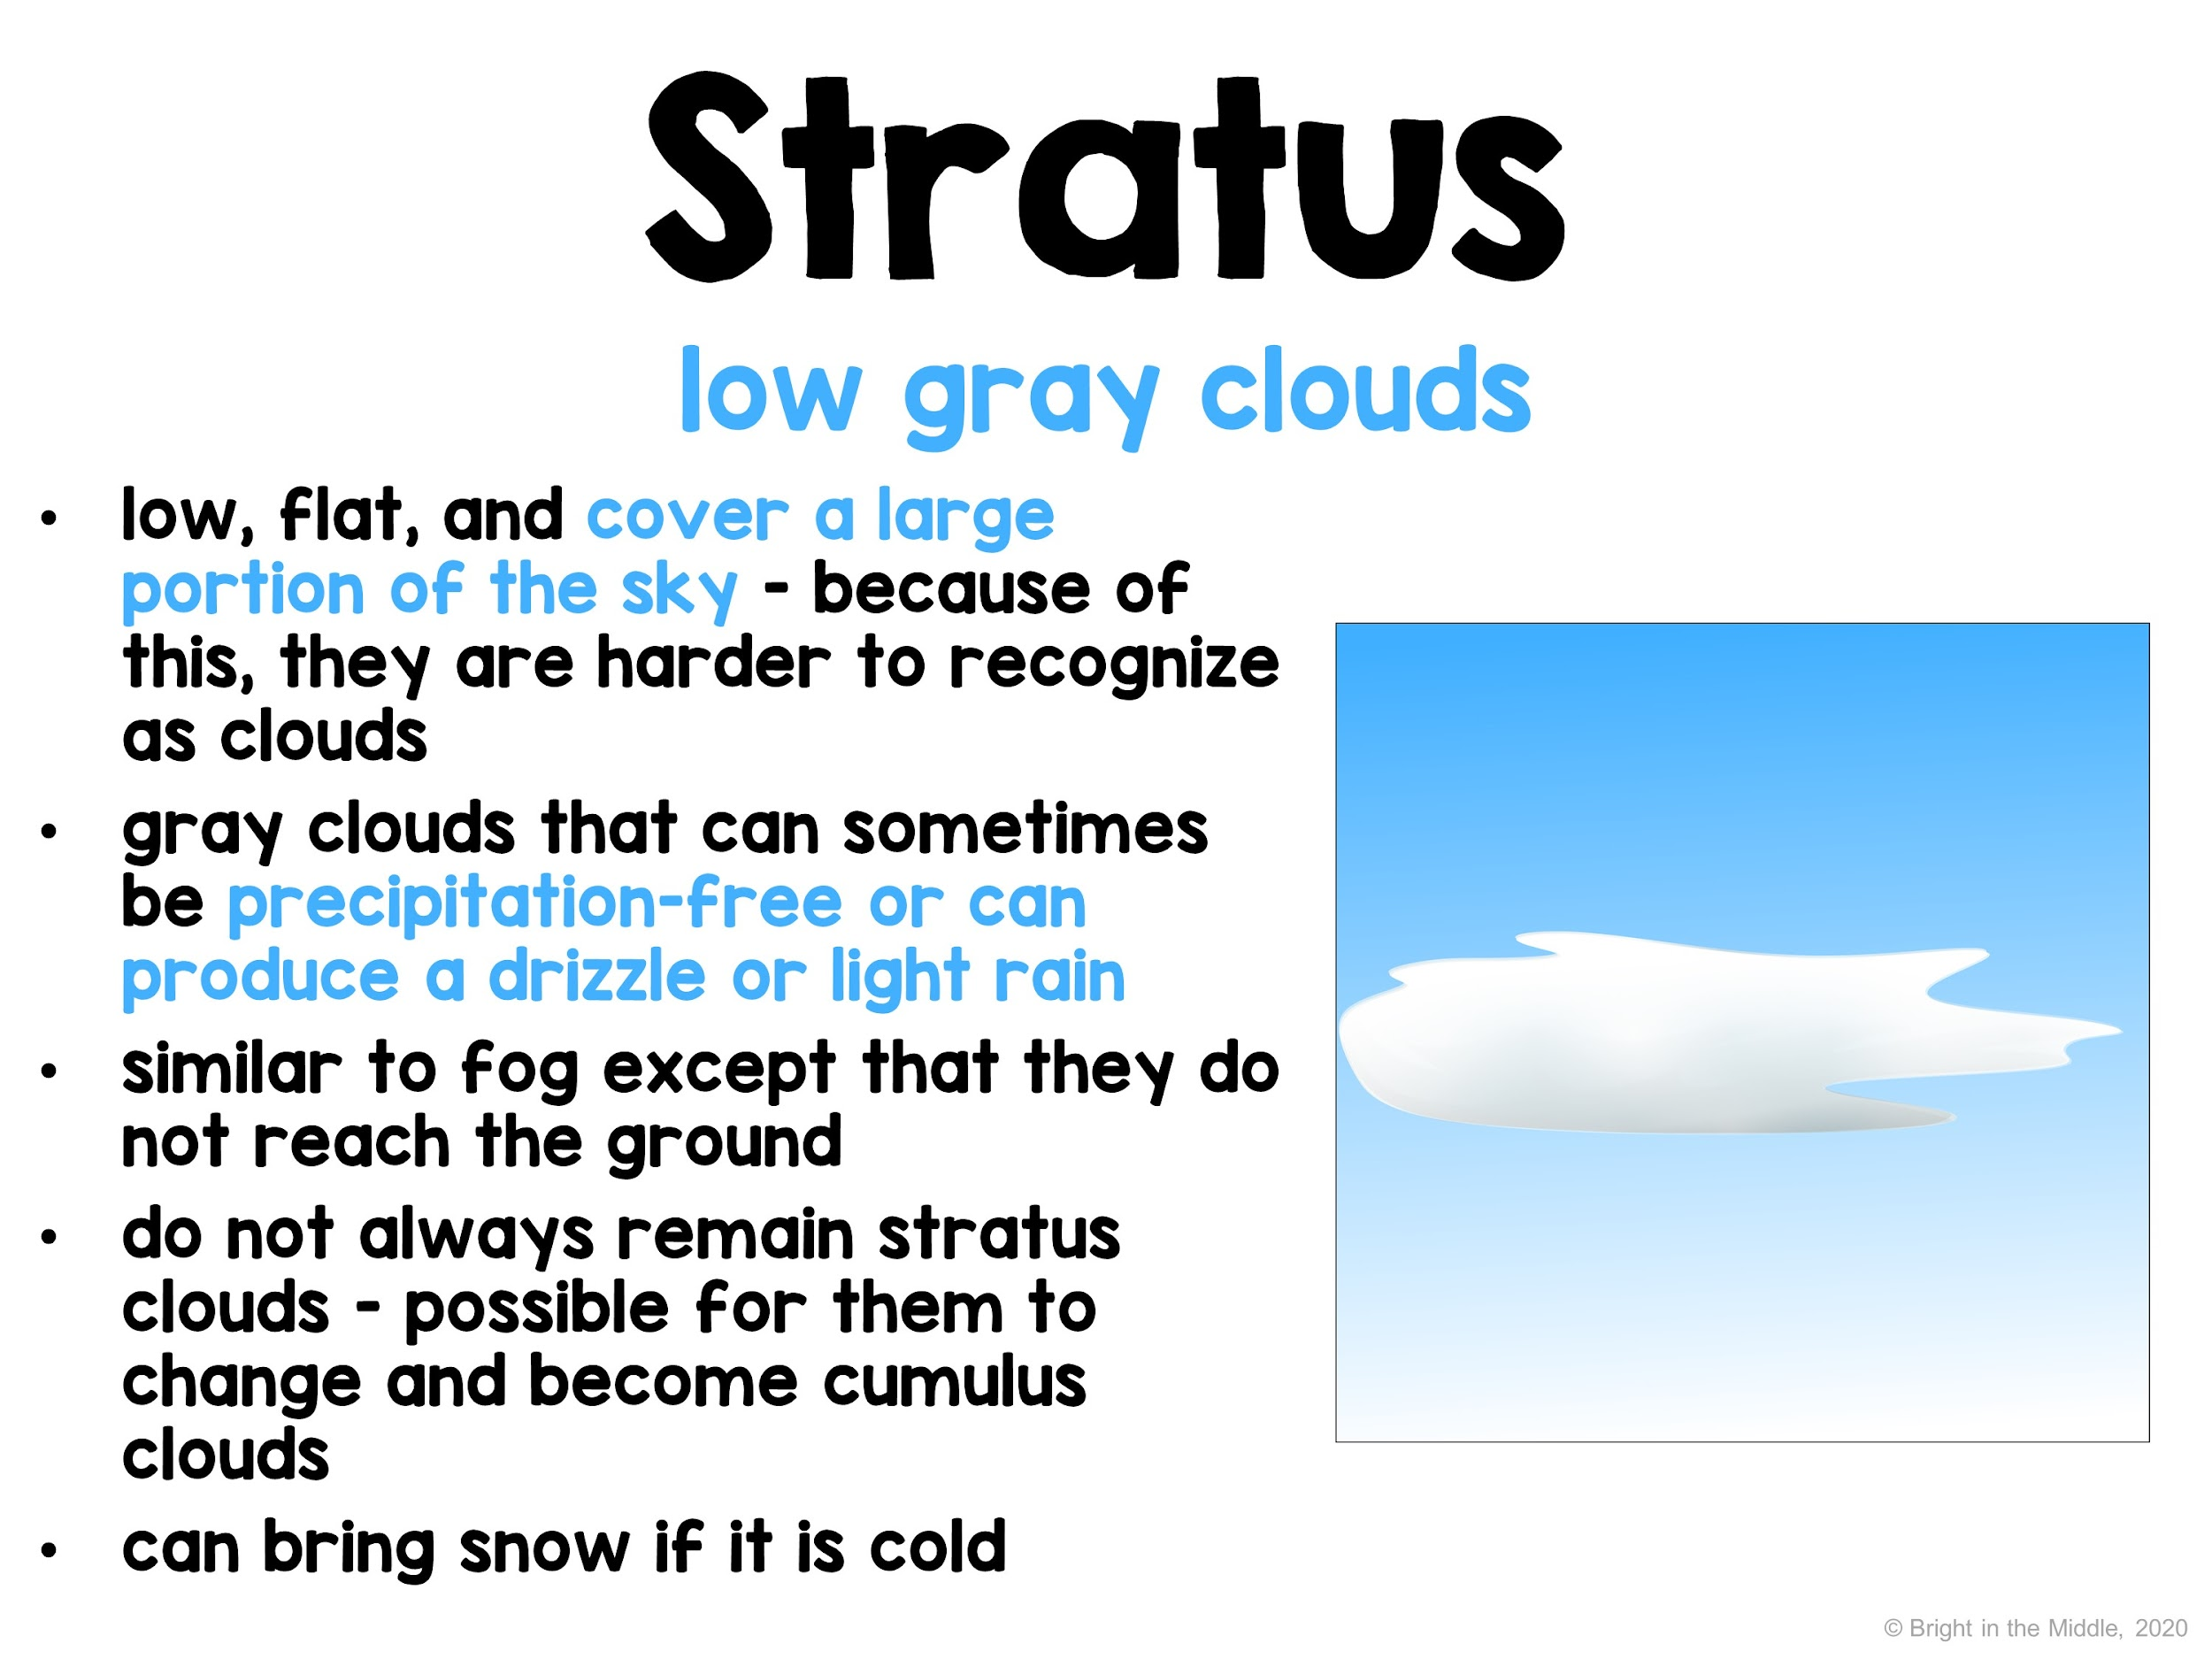 Stratus
low gray clouds
• low, flat, and cover a large
portion of the sky - because of
this, they are harder to recognize
as clouds
• gray clouds that can sometimes
be precipitation-free or can
produce a drizzle or light rain
• similar to fog except that they do
not reach the ground
• do not always remain stratus
clouds - possible for them to
change and become cumulus
clouds
• can bring snow if it is cold
© Bright in the Middle, 2020